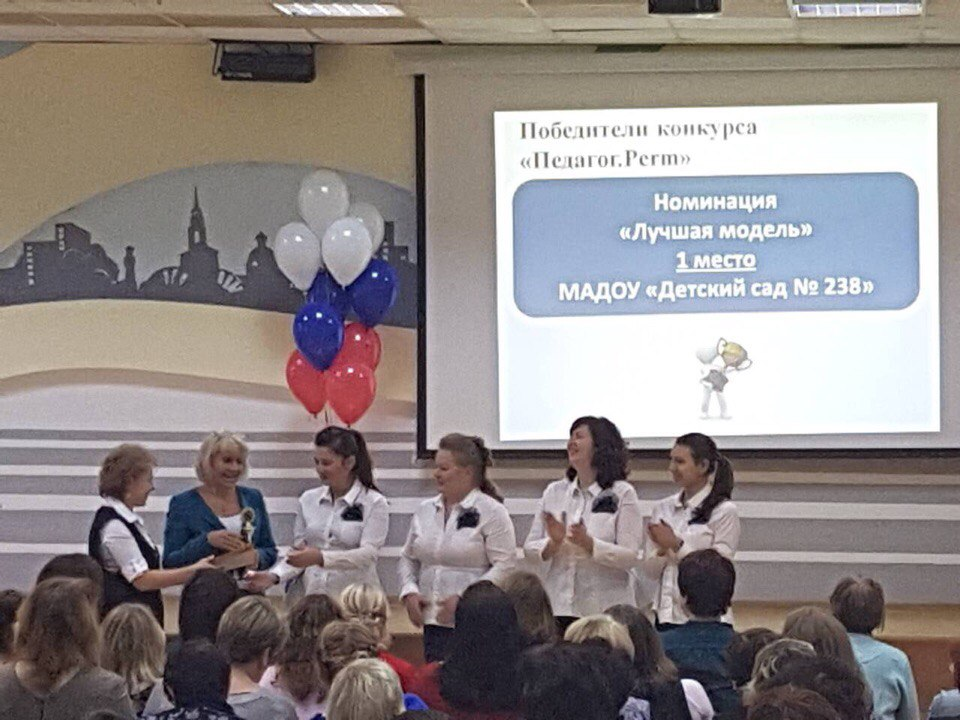 Победители конкурса
«Педагог.Perm»
Номинация
«Лучшая модель»
1 место
МАДОУ «Детский сад № 238»